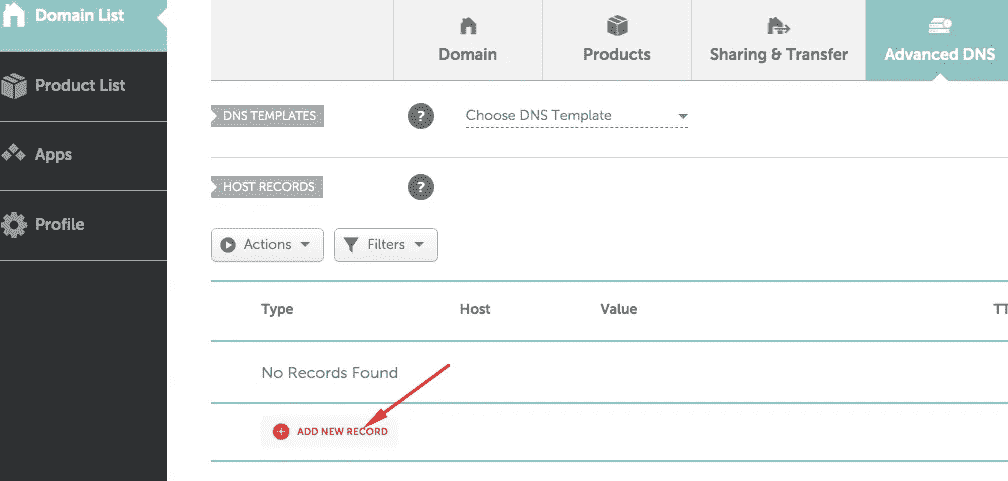 Domain List
Product List
Apps
Profile
Domain
Products
Sharing & Transfer
Advanced DNS
DNS TEMPLATES
?
Choose DNS Template
HOST RECORDS
?
Actions
Filters
Type Host Value TT
No Records Found
ADD NEW RECORD